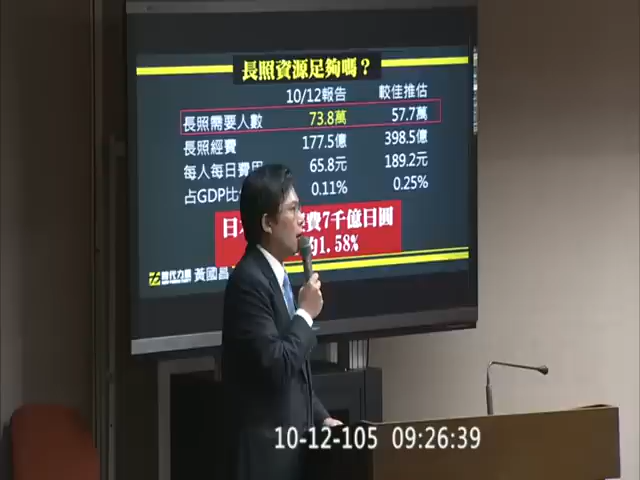 長照資源足夠嗎？
10/12報告 較佳推估
長照需要人數 73.8萬 57.7萬
長照經費 177.5億 398.5億
每人每日費用 65.8元 189.2元
占GDP比 0.11% 0.25%
日 費7千億日圓
約1.58%
時代力量 黃國昌
10-12-105 09:26:39